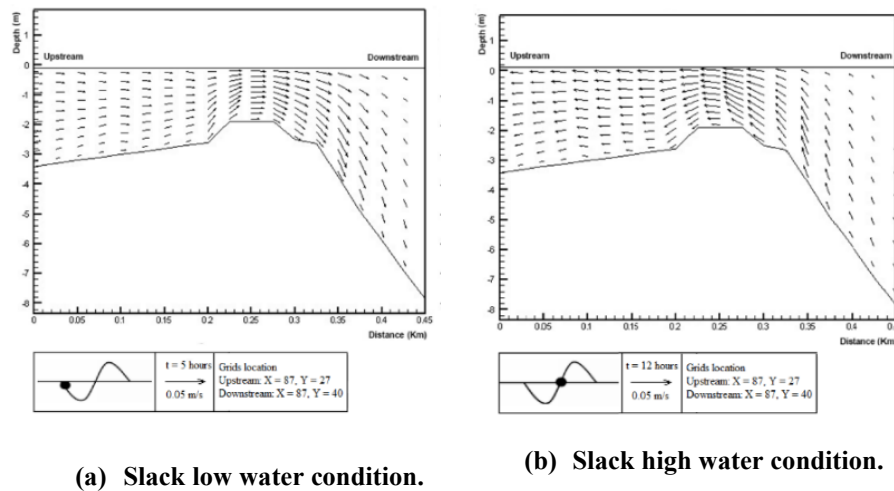 Depth (m)
1
0
-1
-2
-3
-4
-5
-6
-7
-8
Upstream
Downstream
0
0.05
0.1
0.15
0.2
0.25
0.3
0.35
0.4
0.45
Distance (Km)
t = 5 hours
0.05 m/s
Grids location
Upstream: X = 87, Y = 27
Downstream: X = 87, Y = 40
(a) Slack low water condition.
Depth (m)
1
0
-1
-2
-3
-4
-5
-6
-7
-8
Upstream
Downstream
0
0.05
0.1
0.15
0.2
0.25
0.3
0.35
0.4
Distance (Km)
t = 12 hours
0.05 m/s
Grids location
Upstream: X = 87, Y = 27
Downstream: X = 87, Y = 40
(b) Slack high water condition.